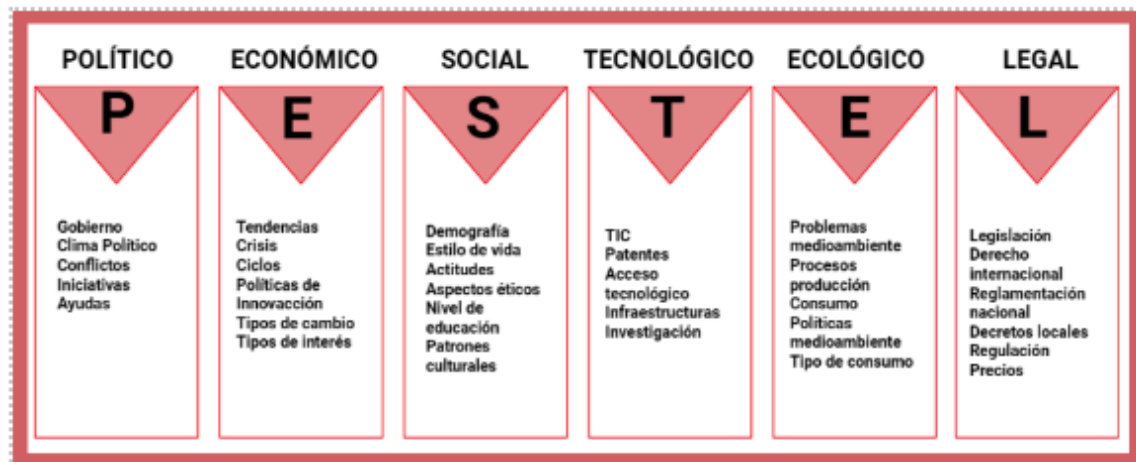 POLÍTICO
P
Gobierno
Clima Político
Conflictos
Iniciativas
Ayudas
ECONÓMICO
E
Tendencias
Crisis
Ciclos
Políticas de
Innovacción
Tipos de cambio
Tipos de interés
SOCIAL
S
Demografía
Estilo de vida
Actitudes
Aspectos éticos
Nivel de
educación
Patrones
culturales
TECNOLÓGICO
T
TIC
Patentes
Acceso
tecnológico
Infraestructuras
Investigación
ECOLÓGICO
E
Problemas
medioambiente
Procesos
producción
Consumo
Políticas
medioambiente
Tipo de consumo
LEGAL
L
Legislación
Derecho
internacional
Reglamentación
nacional
Decretos locales
Regulación
Precios